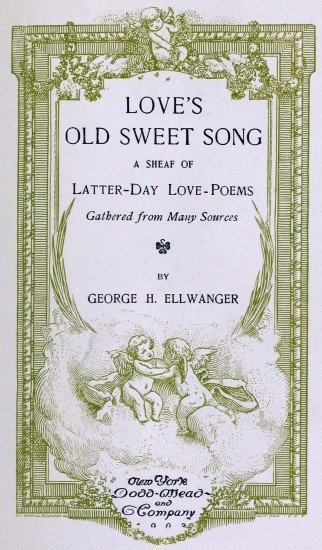 LOVE'S
OLD SWEET SONG
A SHEAF OF
LATTER-DAY LOVE-POEMS
Gathered from Many Sources
BY
GEORGE H. ELLWANGER
New York
Dodd-Mead-
and
Company
1903